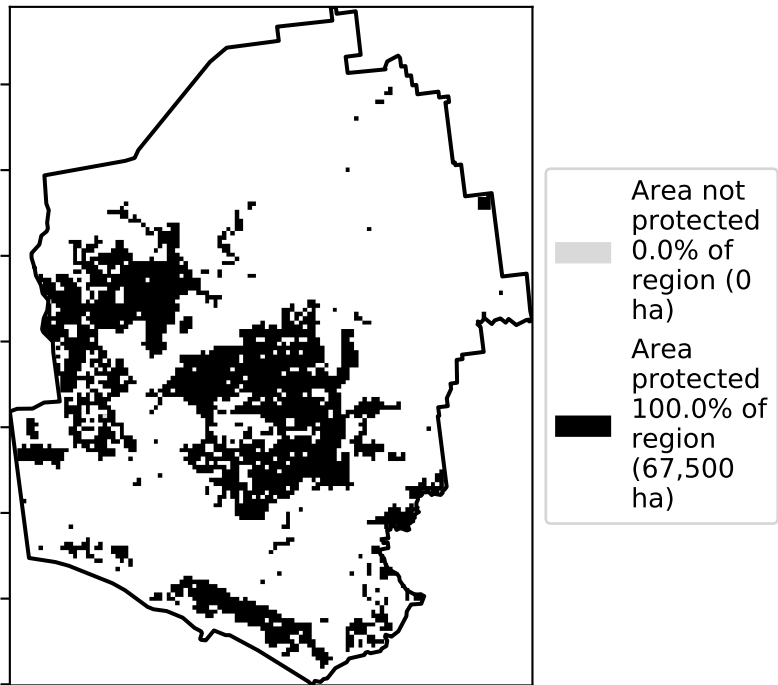 Area not
protected
0.0% of
region (0
ha)
Area
protected
100.0% of
region
(67,500
ha)